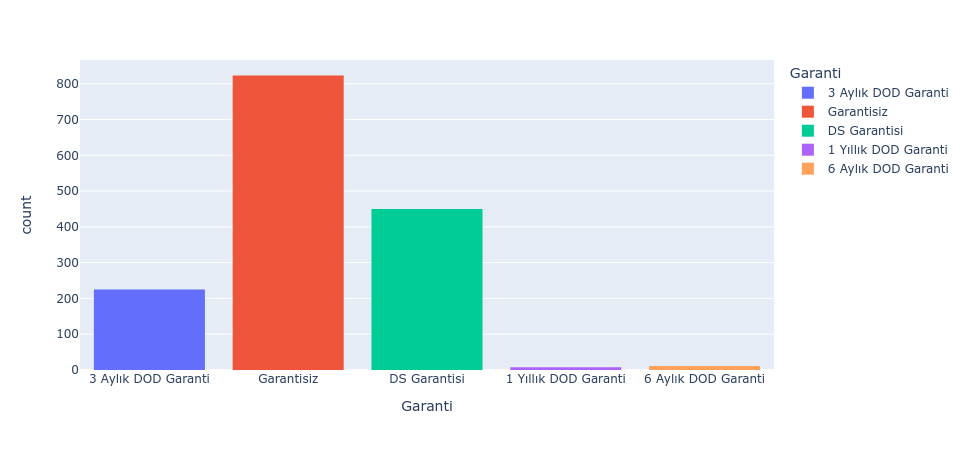 800
700
600
500
400
300
200
100
0
count
3 Aylık DOD Garanti
Garantisiz
DS Garantisi
1 Yıllık DOD Garanti
6 Aylık DOD Garanti
Garanti
Garanti
3 Aylık DOD Garanti
Garantisiz
DS Garantisi
1 Yıllık DOD Garanti
6 Aylık DOD Garanti